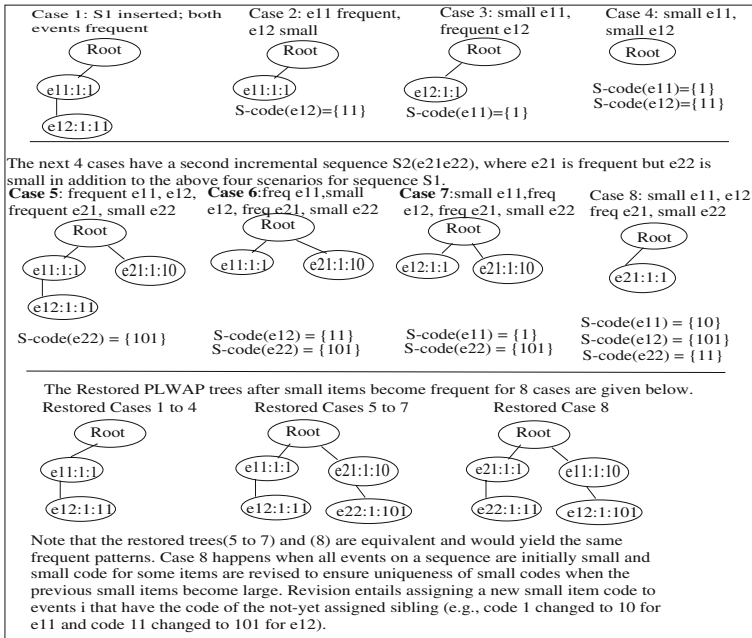 Case 1: S1 inserted; both
events frequent
Root
e11:1:1
e12:1:11
Case 2: e11 frequent,
e12 small
Root
e11:1:1
S-code(e12)={11}
Case 3: small e11,
frequent e12
Root
e12:1:1
S-code(e11)={1}
Case 4: small e11,
small e12
Root
S-code(e11)={1}
S-code(e12)={11}
The next 4 cases have a second incremental sequence S2(e21e22), where e21 is frequent but e22 is
small in addition to the above four scenarios for sequence S1.
Case 5: frequent e11, e12,
frequent e21, small e22
Root
e11:1:1
e21:1:10
e12:1:11
S-code(e22) = {101}
Case 6:freq e11,small
e12, freq e21, small e22
Root
e11:1:1
e21:1:10
S-code(e12) = {11}
S-code(e22) = {101}
Case 7:small e11,freq
e12, freq e21, small e22
Root
e12:1:1
e21:1:10
S-code(e11) = {1}
S-code(e22) = {101}
Case 8: small e11, e12
freq e21, small e22
Root
e21:1:1
S-code(e11) = {10}
S-code(e12) = {101}
S-code(e22) = {11}
The Restored PLWAP trees after small items become frequent for 8 cases are given below.
Restored Cases 1 to 4
Root
e11:1:1
e12:1:11
Restored Cases 5 to 7
Root
e11:1:1
e21:1:10
e12:1:11
e22:1:101
Restored Case 8
Root
e21:1:1
e11:1:10
e22:1:11
e12:1:101
Note that the restored trees(5 to 7) and (8) are equivalent and would yield the same
frequent patterns. Case 8 happens when all events on a sequence are initially small and
small code for some items are revised to ensure uniqueness of small codes when the
previous small items become large. Revision entails assigning a new small item code to
events i that have the code of the not-yet assigned sibling (e.g., code 1 changed to 10 for
e11 and code 11 changed to 101 for e12).